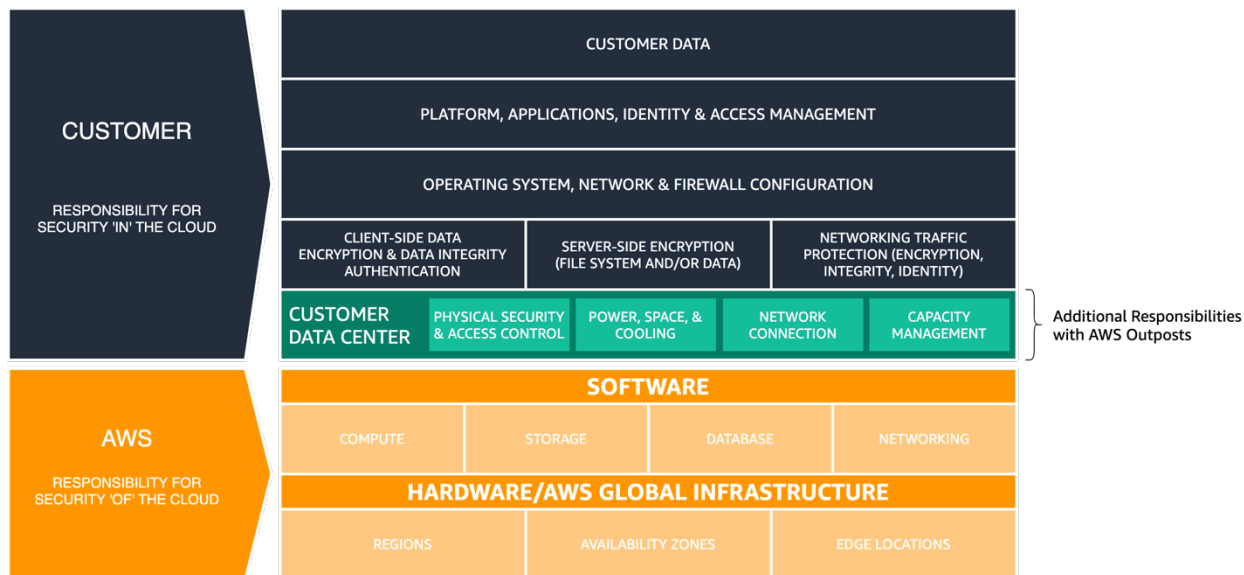 CUSTOMER
RESPONSIBILITY FOR
SECURITY 'IN' THE CLOUD
CUSTOMER DATA
PLATFORM, APPLICATIONS, IDENTITY & ACCESS MANAGEMENT
OPERATING SYSTEM, NETWORK & FIREWALL CONFIGURATION
CLIENT-SIDE DATA
ENCRYPTION & DATA INTEGRITY
AUTHENTICATION
SERVER-SIDE ENCRYPTION
(FILE SYSTEM AND/OR DATA)
NETWORKING TRAFFIC
PROTECTION (ENCRYPTION,
INTEGRITY, IDENTITY)
CUSTOMER
DATA CENTER
PHYSICAL SECURITY
& ACCESS CONTROL
POWER, SPACE, &
COOLING
NETWORK
CONNECTION
CAPACITY
MANAGEMENT
Additional Responsibilities
with AWS Outposts
AWS
RESPONSIBILITY FOR
SECURITY 'OF' THE CLOUD
SOFTWARE
COMPUTE
STORAGE
DATABASE
NETWORKING
HARDWARE/AWS GLOBAL INFRASTRUCTURE
REGIONS
AVAILABILITY ZONES
EDGE LOCATIONS